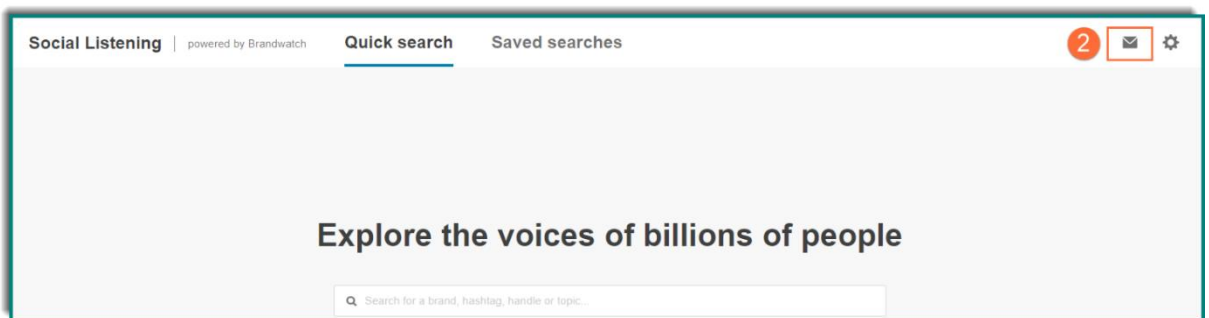 Social Listening | powered by Brandwatch Quick search Saved searches 2
Explore the voices of billions of people
Search for a brand, hashtag, handle or topic...